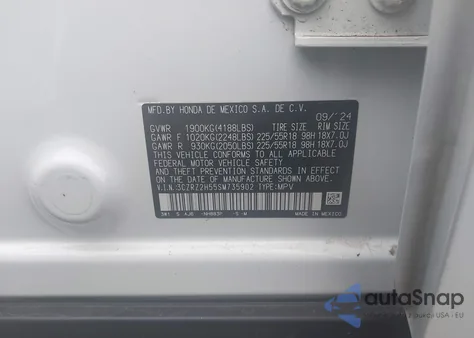 MFD.BY HONDA DE MEXICO S.A. DE C.V.
09/'24
GVWR 1900KG(4188LBS) TIRE SIZE RIM SIZE
GAWR F 1020KG(2248LBS) 225/55R18 98H 18X7.0J
GAWR R 930KG(2050LBS) 225/55R18 98H 18X7.0J
THIS VEHICLE CONFORMS TO ALL APPLICABLE
FEDERAL MOTOR VEHICLE SAFETY AND THEFT
PREVENTION STANDARDS IN EFFECT ON THE
DATE OF MANUFACTURE SHOWN ABOVE.
V.I.N.:3CZRZ2H55SM735902 TYPE:MPV
MADE IN MEXICO
autoSnap
USA - EU